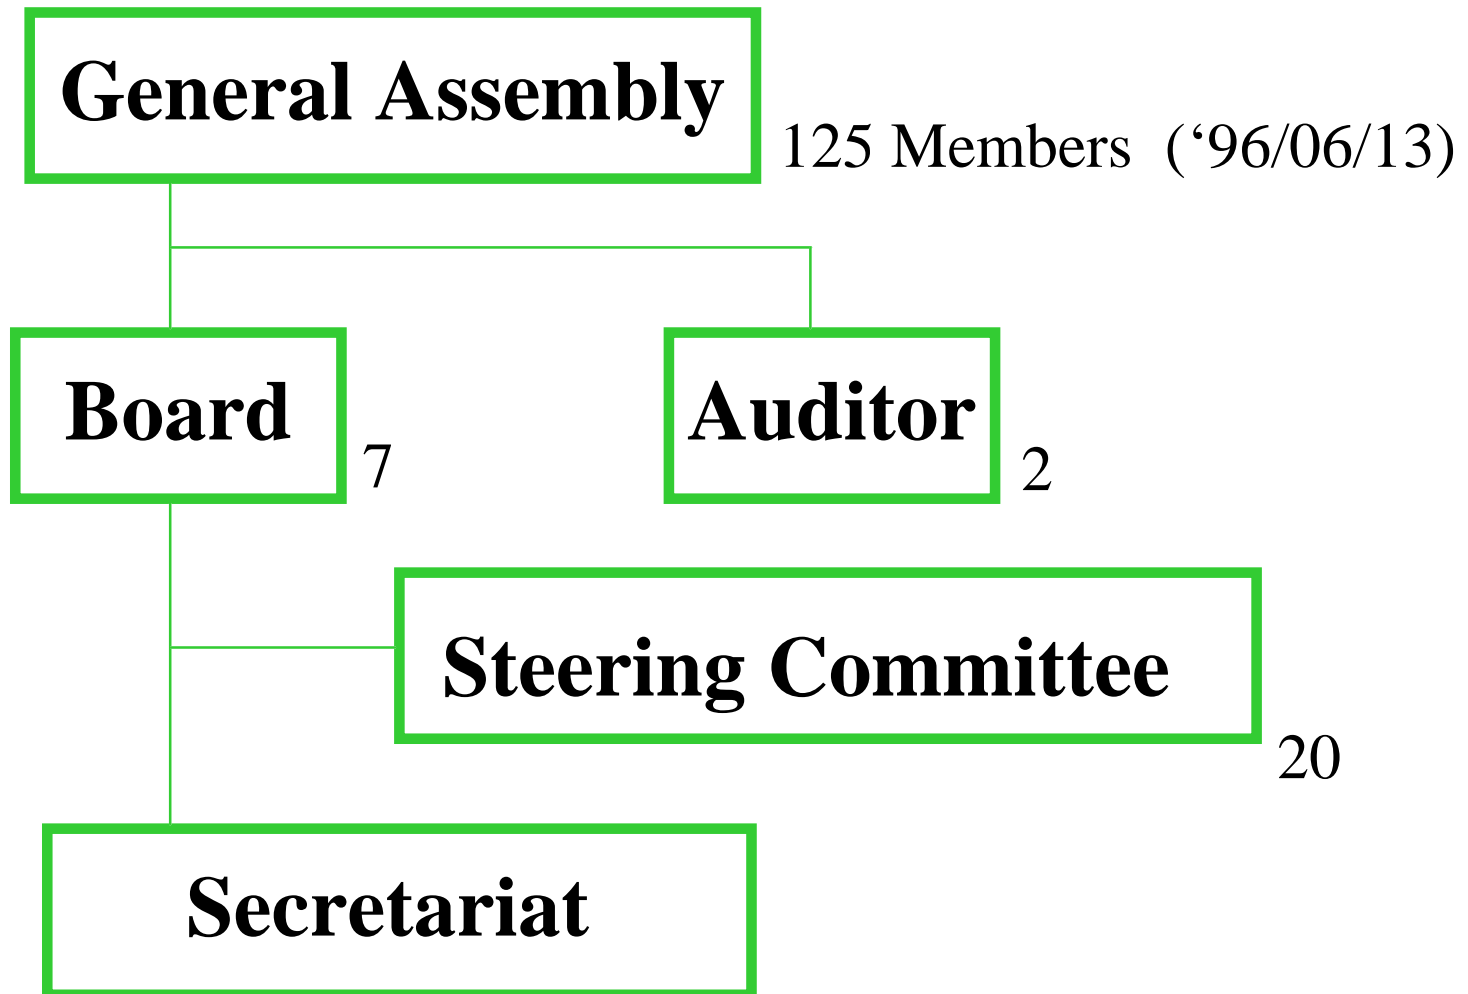 General Assembly
125 Members (‘96/06/13)
Board
7
Auditor
2
Steering Committee
20
Secretariat